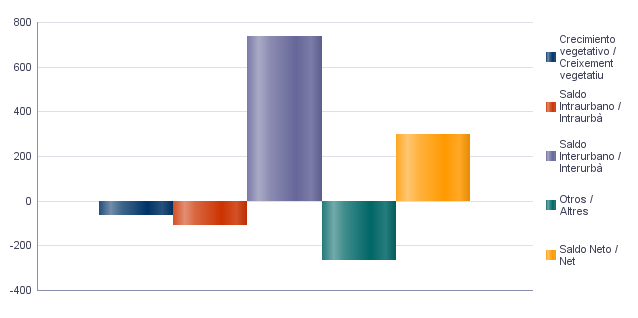 800
600
400
200
0
-200
-400
Crecimiento
vegetativo /
Creixement
vegetatiu
Saldo
Intraurbano /
Intraurbà
Saldo
Interurbano /
Interurbà
Otros /
Altres
Saldo Neto /
Net